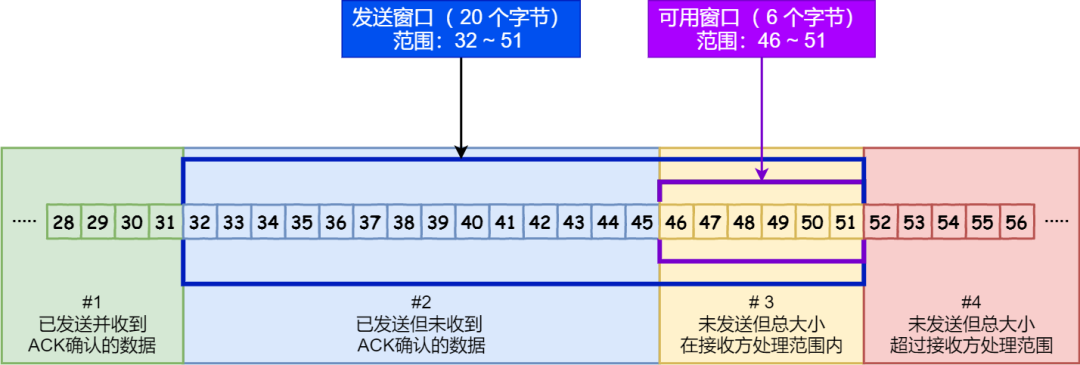 发送窗口（20 个字节）
范围：32 ~ 51
可用窗口（6 个字节）
范围：46 ~ 51
····· 28 29 30 31 32 33 34 35 36 37 38 39 40 41 42 43 44 45 46 47 48 49 50 51 52 53 54 55 56 ·····
#1
已发送并收到
ACK确认的数据
#2
已发送但未收到
ACK确认的数据
# 3
未发送但总大小
在接收方处理范围内
#4
未发送但总大小
超过接收方处理范围